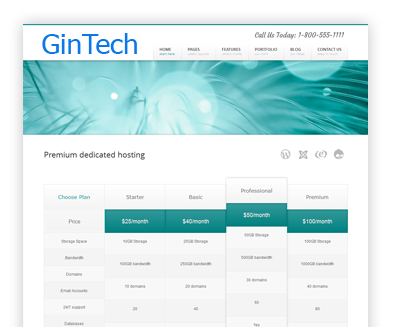 GinTech
Call Us Today: 1-800-555-1111
HOME PAGES FEATURES PORTFOLIO BLOG CONTACT US
start here
Premium dedicated hosting
Choose Plan Starter Basic Professional Premium
Price $25/month $40/month $50/month $100/month
Storage Space 10GB Storage 25GB Storage 50GB Storage 100GB Storage
Bandwidth 100GB bandwidth 250GB bandwidth 500GB bandwidth 1000GB bandwidth
Domains 10 domains 20 domains 30 domains 40 domains
Email Accounts 20 40 50 80
24/7 support Yes
Databases